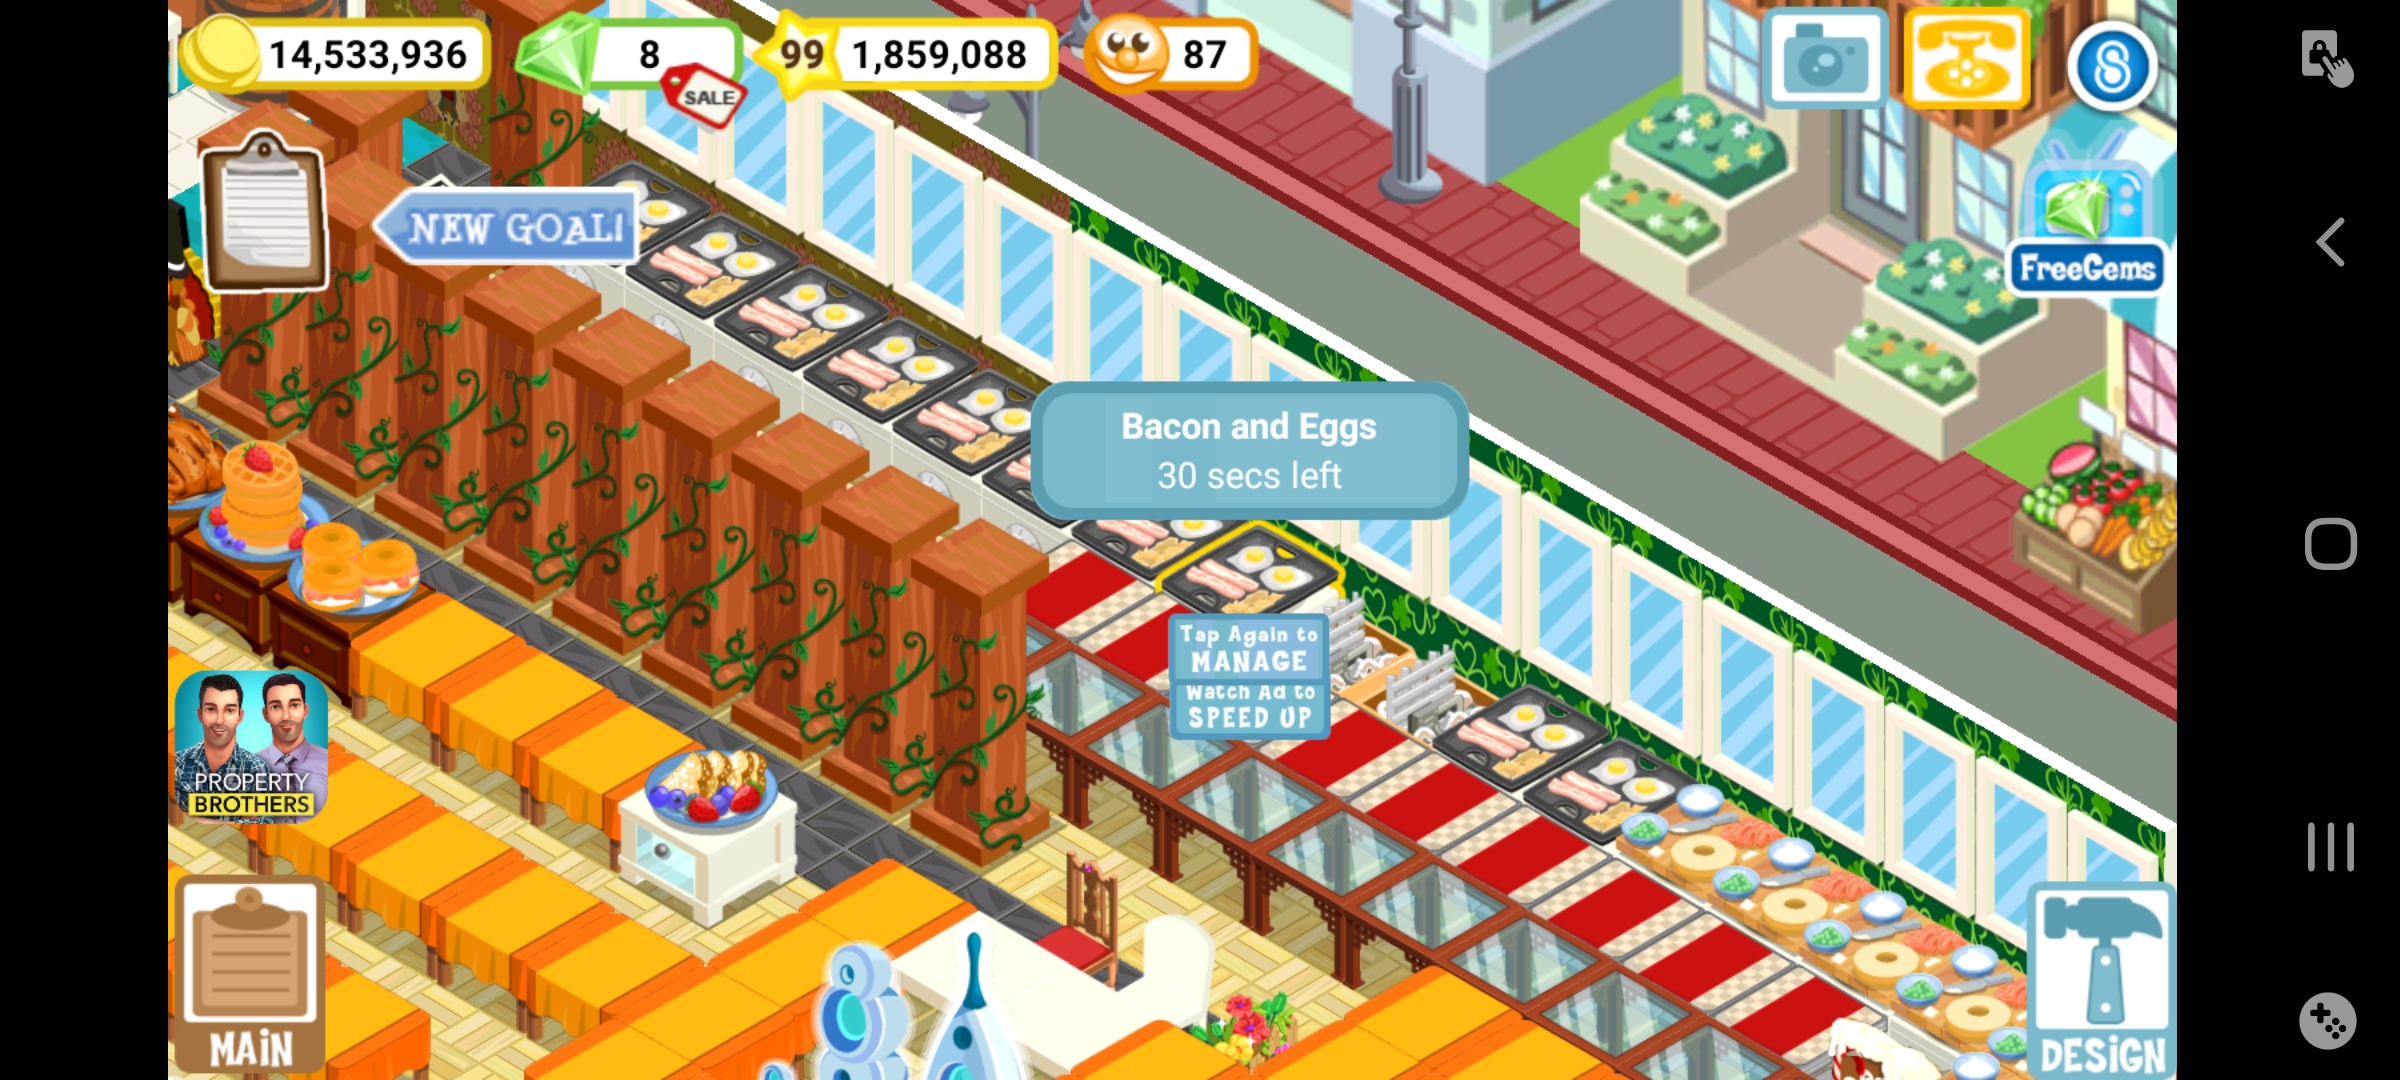 14,533,936
8
SALE
99
1,859,088
87
NEW GOAL!
FreeGems
Bacon and Eggs
30 secs left
Tap Again to
MANAGE
Watch Ad to
SPEED UP
PROPERTY
BROTHERS
MAiN
DESiGN